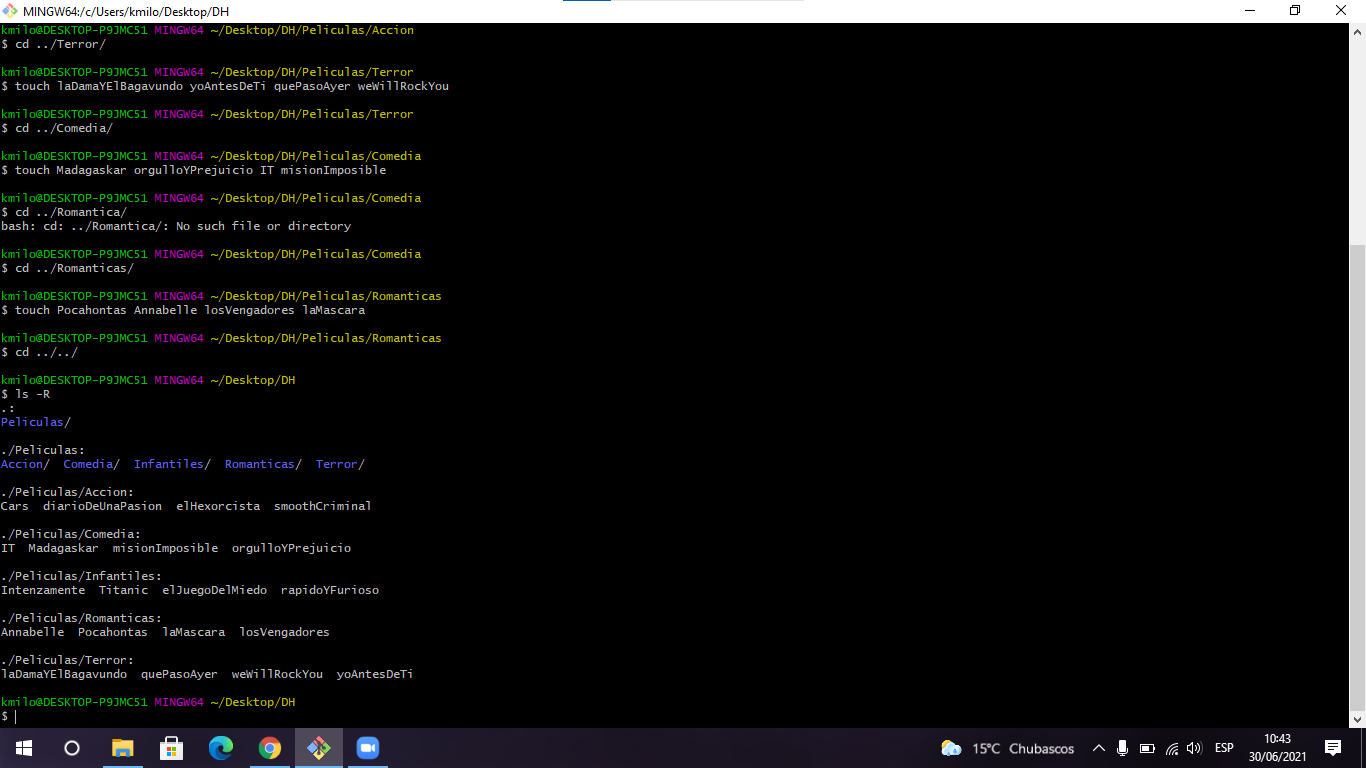 MINGW64:/c/Users/kmilo/Desktop/DH
kmilo@DESKTOP-P9JMC51 MINGW64 ~/Desktop/DH/Peliculas/Accion
$ cd ../Terror/
kmilo@DESKTOP-P9JMC51 MINGW64 ~/Desktop/DH/Peliculas/Terror
$ touch laDamaYElBagavundo yoAntesDeTi quePasoAyer weWillRockYou
kmilo@DESKTOP-P9JMC51 MINGW64 ~/Desktop/DH/Peliculas/Terror
$ cd ../Comedia/
kmilo@DESKTOP-P9JMC51 MINGW64 ~/Desktop/DH/Peliculas/Comedia
$ touch Madagaskar orgulloYPrejuicio IT misionImposible
kmilo@DESKTOP-P9JMC51 MINGW64 ~/Desktop/DH/Peliculas/Comedia
$ cd ../Romantica/
bash: cd: ../Romantica/: No such file or directory
kmilo@DESKTOP-P9JMC51 MINGW64 ~/Desktop/DH/Peliculas/Comedia
$ cd ../Romanticas/
kmilo@DESKTOP-P9JMC51 MINGW64 ~/Desktop/DH/Peliculas/Romanticas
$ touch Pocahontas Annabelle losVengadores laMascara
kmilo@DESKTOP-P9JMC51 MINGW64 ~/Desktop/DH/Peliculas/Romanticas
$ cd ../../
kmilo@DESKTOP-P9JMC51 MINGW64 ~/Desktop/DH
$ ls -R
.:
Peliculas/
./Peliculas:
Accion/  Comedia/  Infantiles/  Romanticas/  Terror/
./Peliculas/Accion:
Cars  diarioDeUnaPasion  elHexorcista  smoothCriminal
./Peliculas/Comedia:
IT  Madagaskar  misionImposible  orgulloYPrejuicio
./Peliculas/Infantiles:
Intenzamente  Titanic  elJuegoDelMiedo  rapidoYFurioso
./Peliculas/Romanticas:
Annabelle  Pocahontas  laMascara  losVengadores
./Peliculas/Terror:
laDamaYElBagavundo  quePasoAyer  weWillRockYou  yoAntesDeTi
kmilo@DESKTOP-P9JMC51 MINGW64 ~/Desktop/DH
$
15°C Chubascos ESP 10:43
30/06/2021